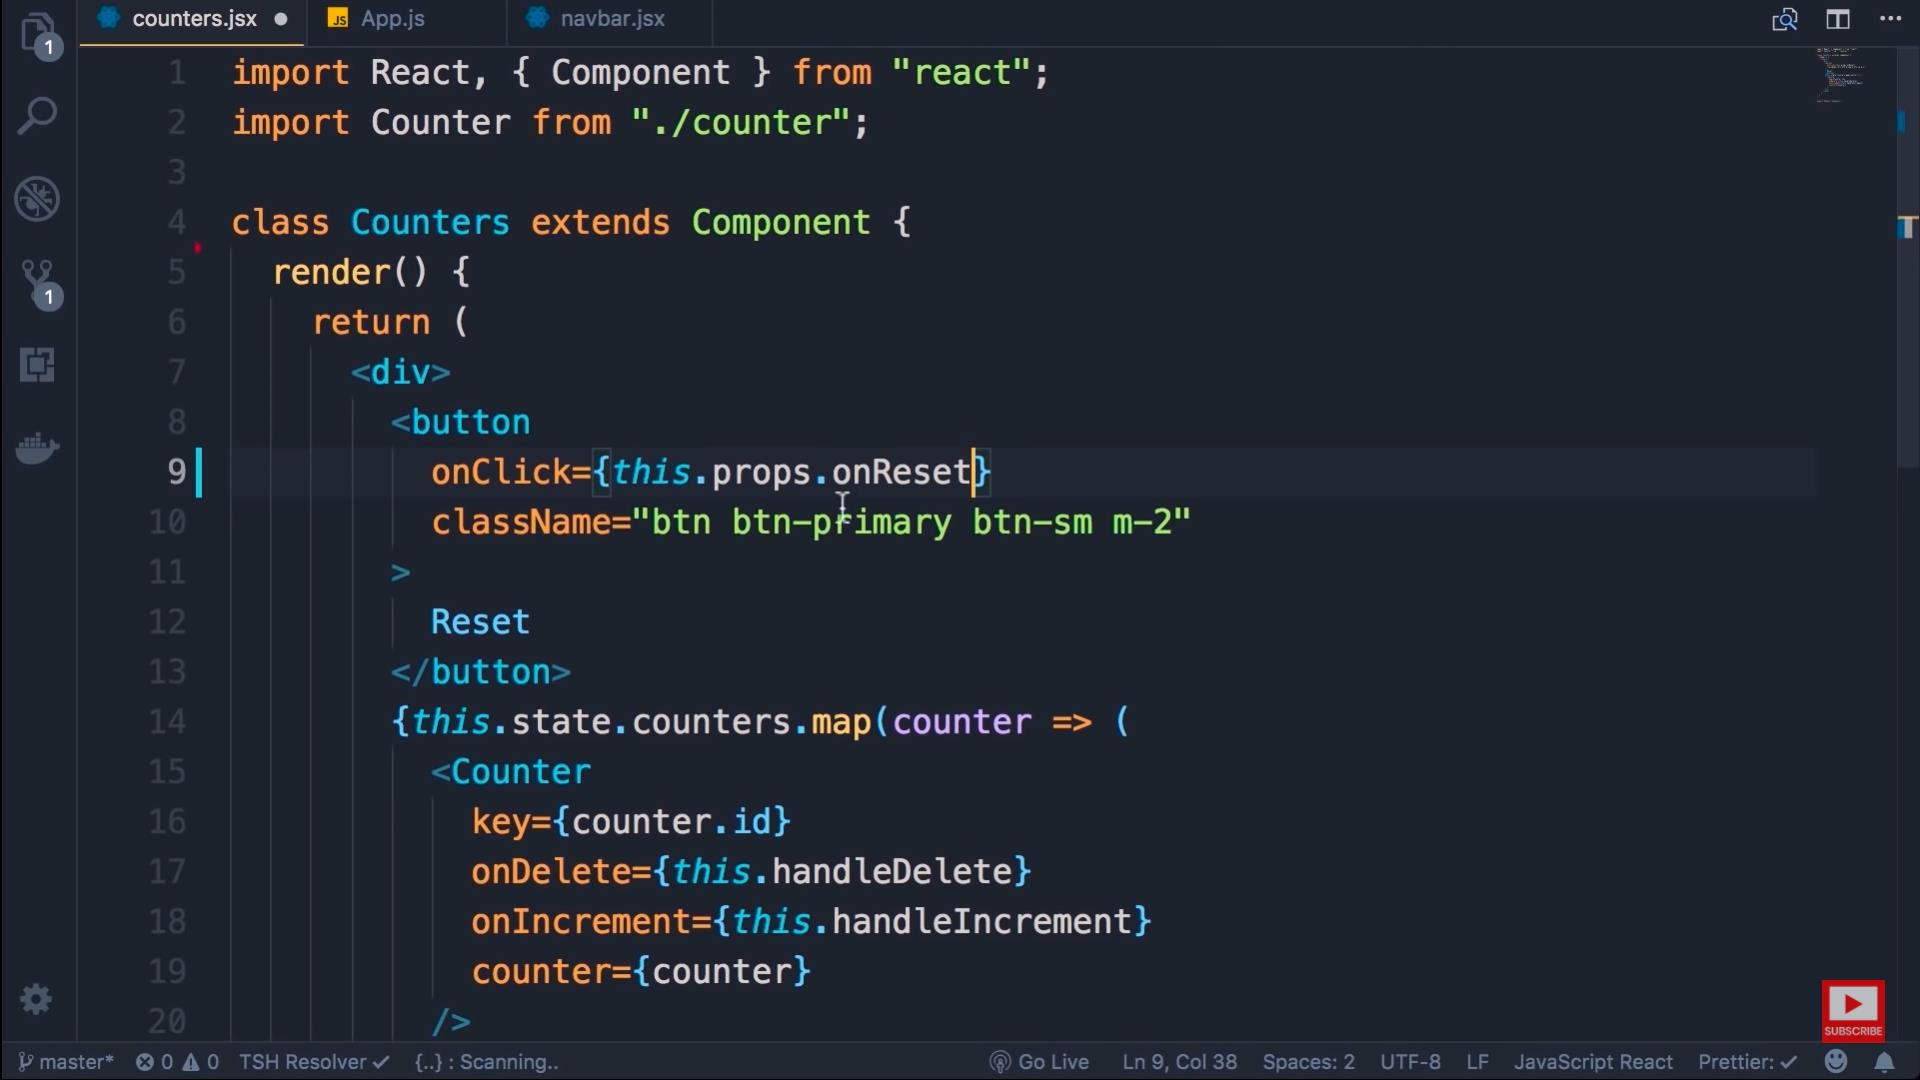 counters.jsx
App.js
navbar.jsx
1
JS
1 import React, { Component } from "react";
2 import Counter from "./counter";
3
4 class Counters extends Component {
5 render() {
6 return (
7 <div>
8 <button
9 onClick={this.props.onReset}
10 className="btn btn-primary btn-sm m-2"
11 >
12 Reset
13 </button>
14 {this.state.counters.map(counter => (
15 <Counter
16 key={counter.id}
17 onDelete={this.handleDelete}
18 onIncrement={this.handleIncrement}
19 counter={counter}
20 />
1
SUBSCRIBE
master* 0 0 TSH Resolver ✓ {..} : Scanning.. Go Live Ln 9, Col 38 Spaces: 2 UTF-8 LF JavaScript React Prettier: ✓